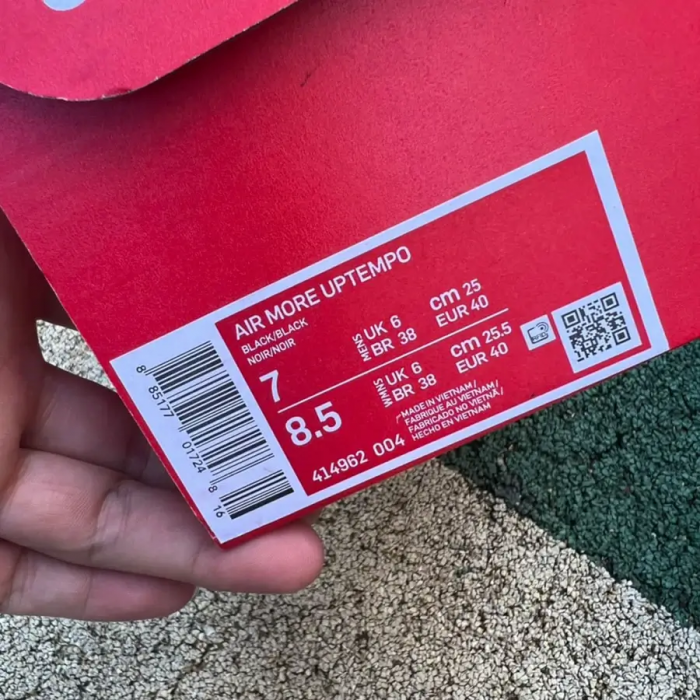 AIR MORE UPTEMPO
BLACK/BLACK
NOIR/NOIR
7
MENS
UK 6
BR 38
cm 25
EUR 40
8.5
WMNS
UK 6
BR 38
cm 25.5
EUR 40
414962 004
MADE IN VIETNAM/
FABRIQUE AU VIETNAM/
FABRICADO NO VIETNÃ/
HECHO EN VIETNAM
8 85177 01724 8 16